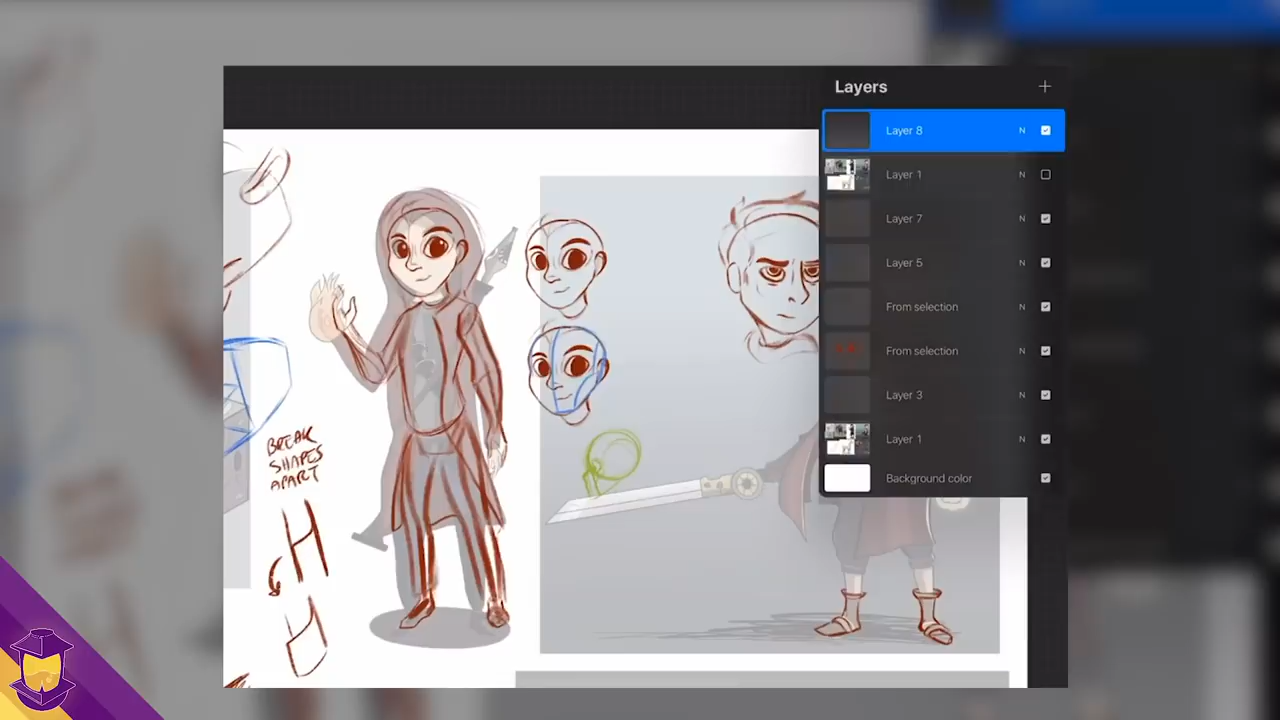 Layers
Layer 8 N
Layer 1 N
Layer 7 N
Layer 5 N
From selection N
From selection N
Layer 3 N
Layer 1 N
Background color
BREAK
SHAPES
APART